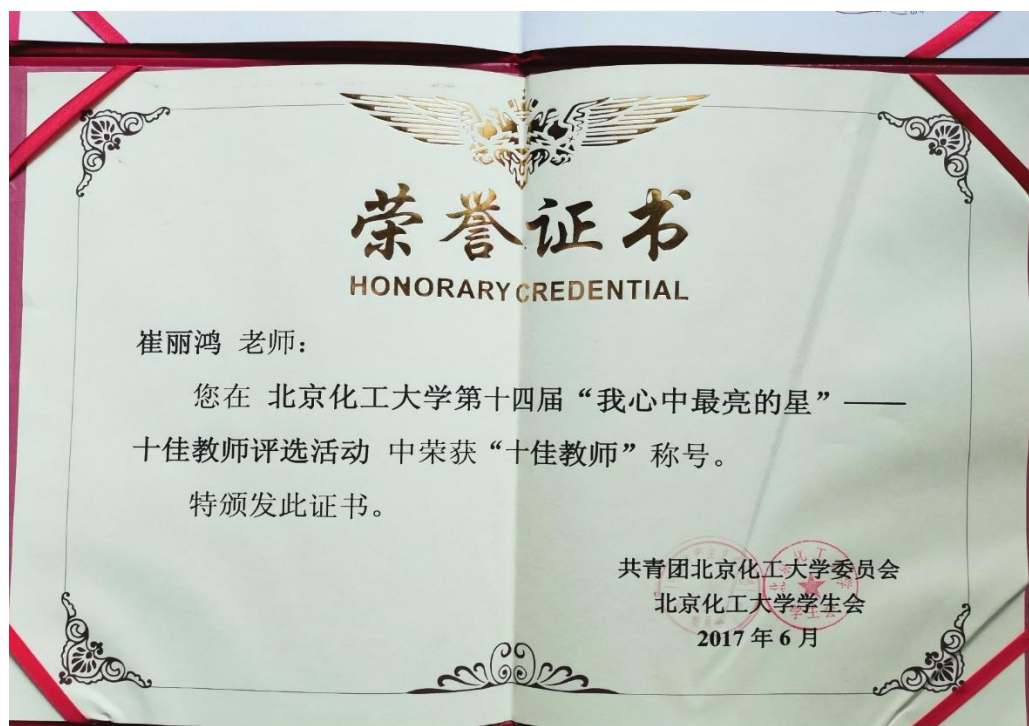 荣誉证书
HONORARY CREDENTIAL
崔丽鸿 老师：
您在 北京化工大学第十四届“我心中最亮的星”——
十佳教师评选活动 中荣获“十佳教师”称号。
特颁发此证书。
共青团北京化工大学委员会
北京化工大学学生会
2017 年 6 月